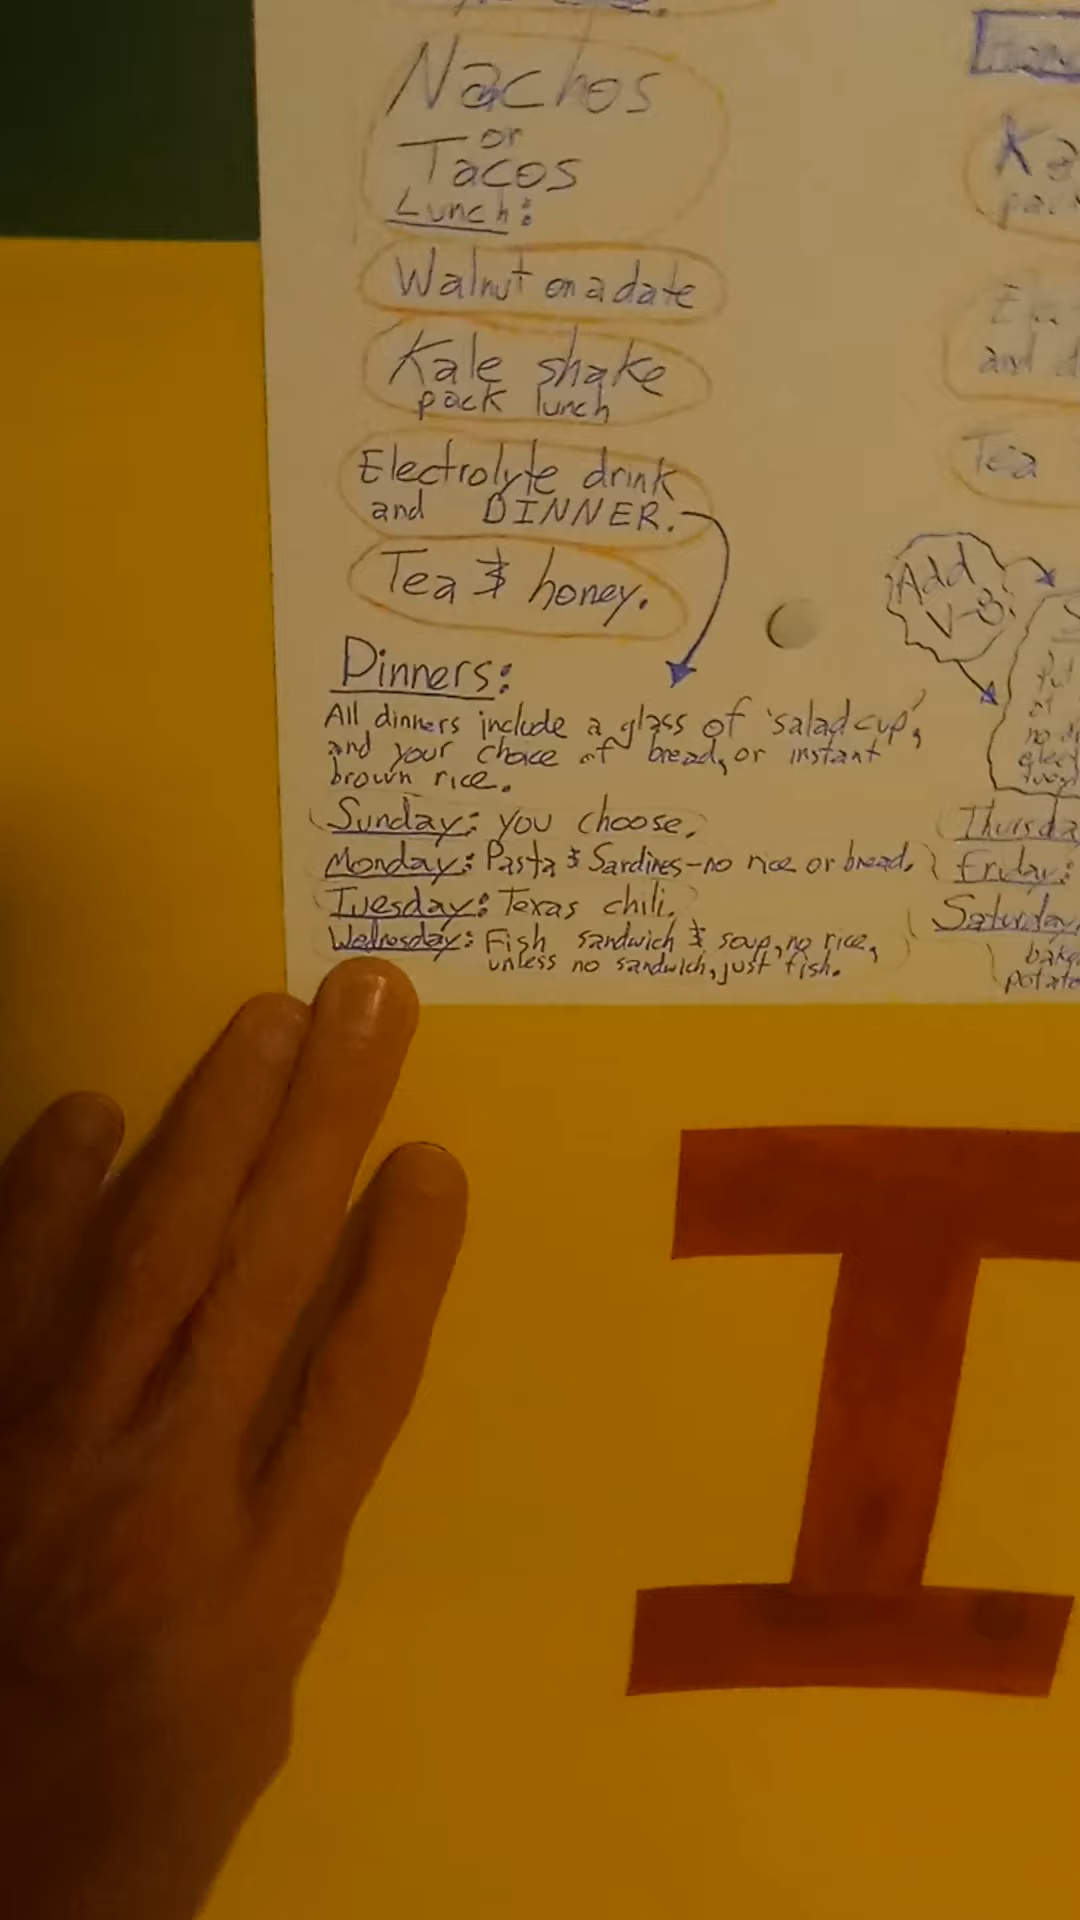 Nachos
or
Tacos
Lunch:
Walnut on a date
Kale shake
pack lunch
Electrolyte drink
and DINNER.
Tea & honey.
Tea
Add
V-8.
Dinners:
All dinners include a glass of 'salad cup',
and your choice of bread, or instant
brown rice.
Sunday: you choose.
Monday: Pasta & Sardines-no rice or bread.
Tuesday: Texas chili.
Wednesday: Fish sandwich & soup, no rice,
unless no sandwich, just fish.
and
Friday:
Saturday
I